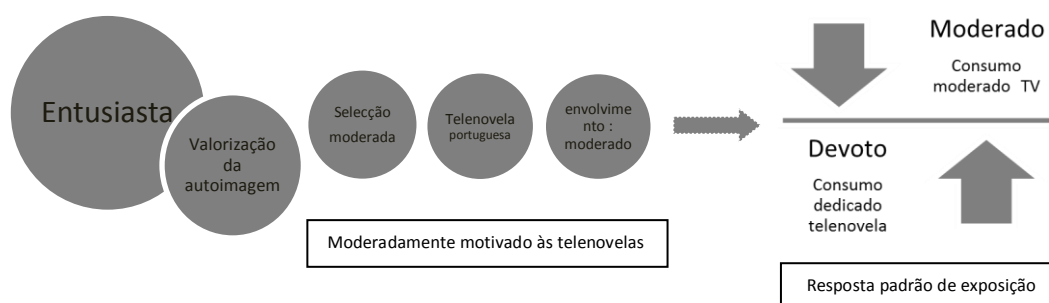 Entusiasta
Valorização
da
autoimagem
Selecção
moderada
Telenovela
portuguesa
envolvime
nto :
moderado
Moderadamente motivado às telenovelas
Moderado
Consumo
moderado TV
Devoto
Consumo
dedicado
telenovela
Resposta padrão de exposição